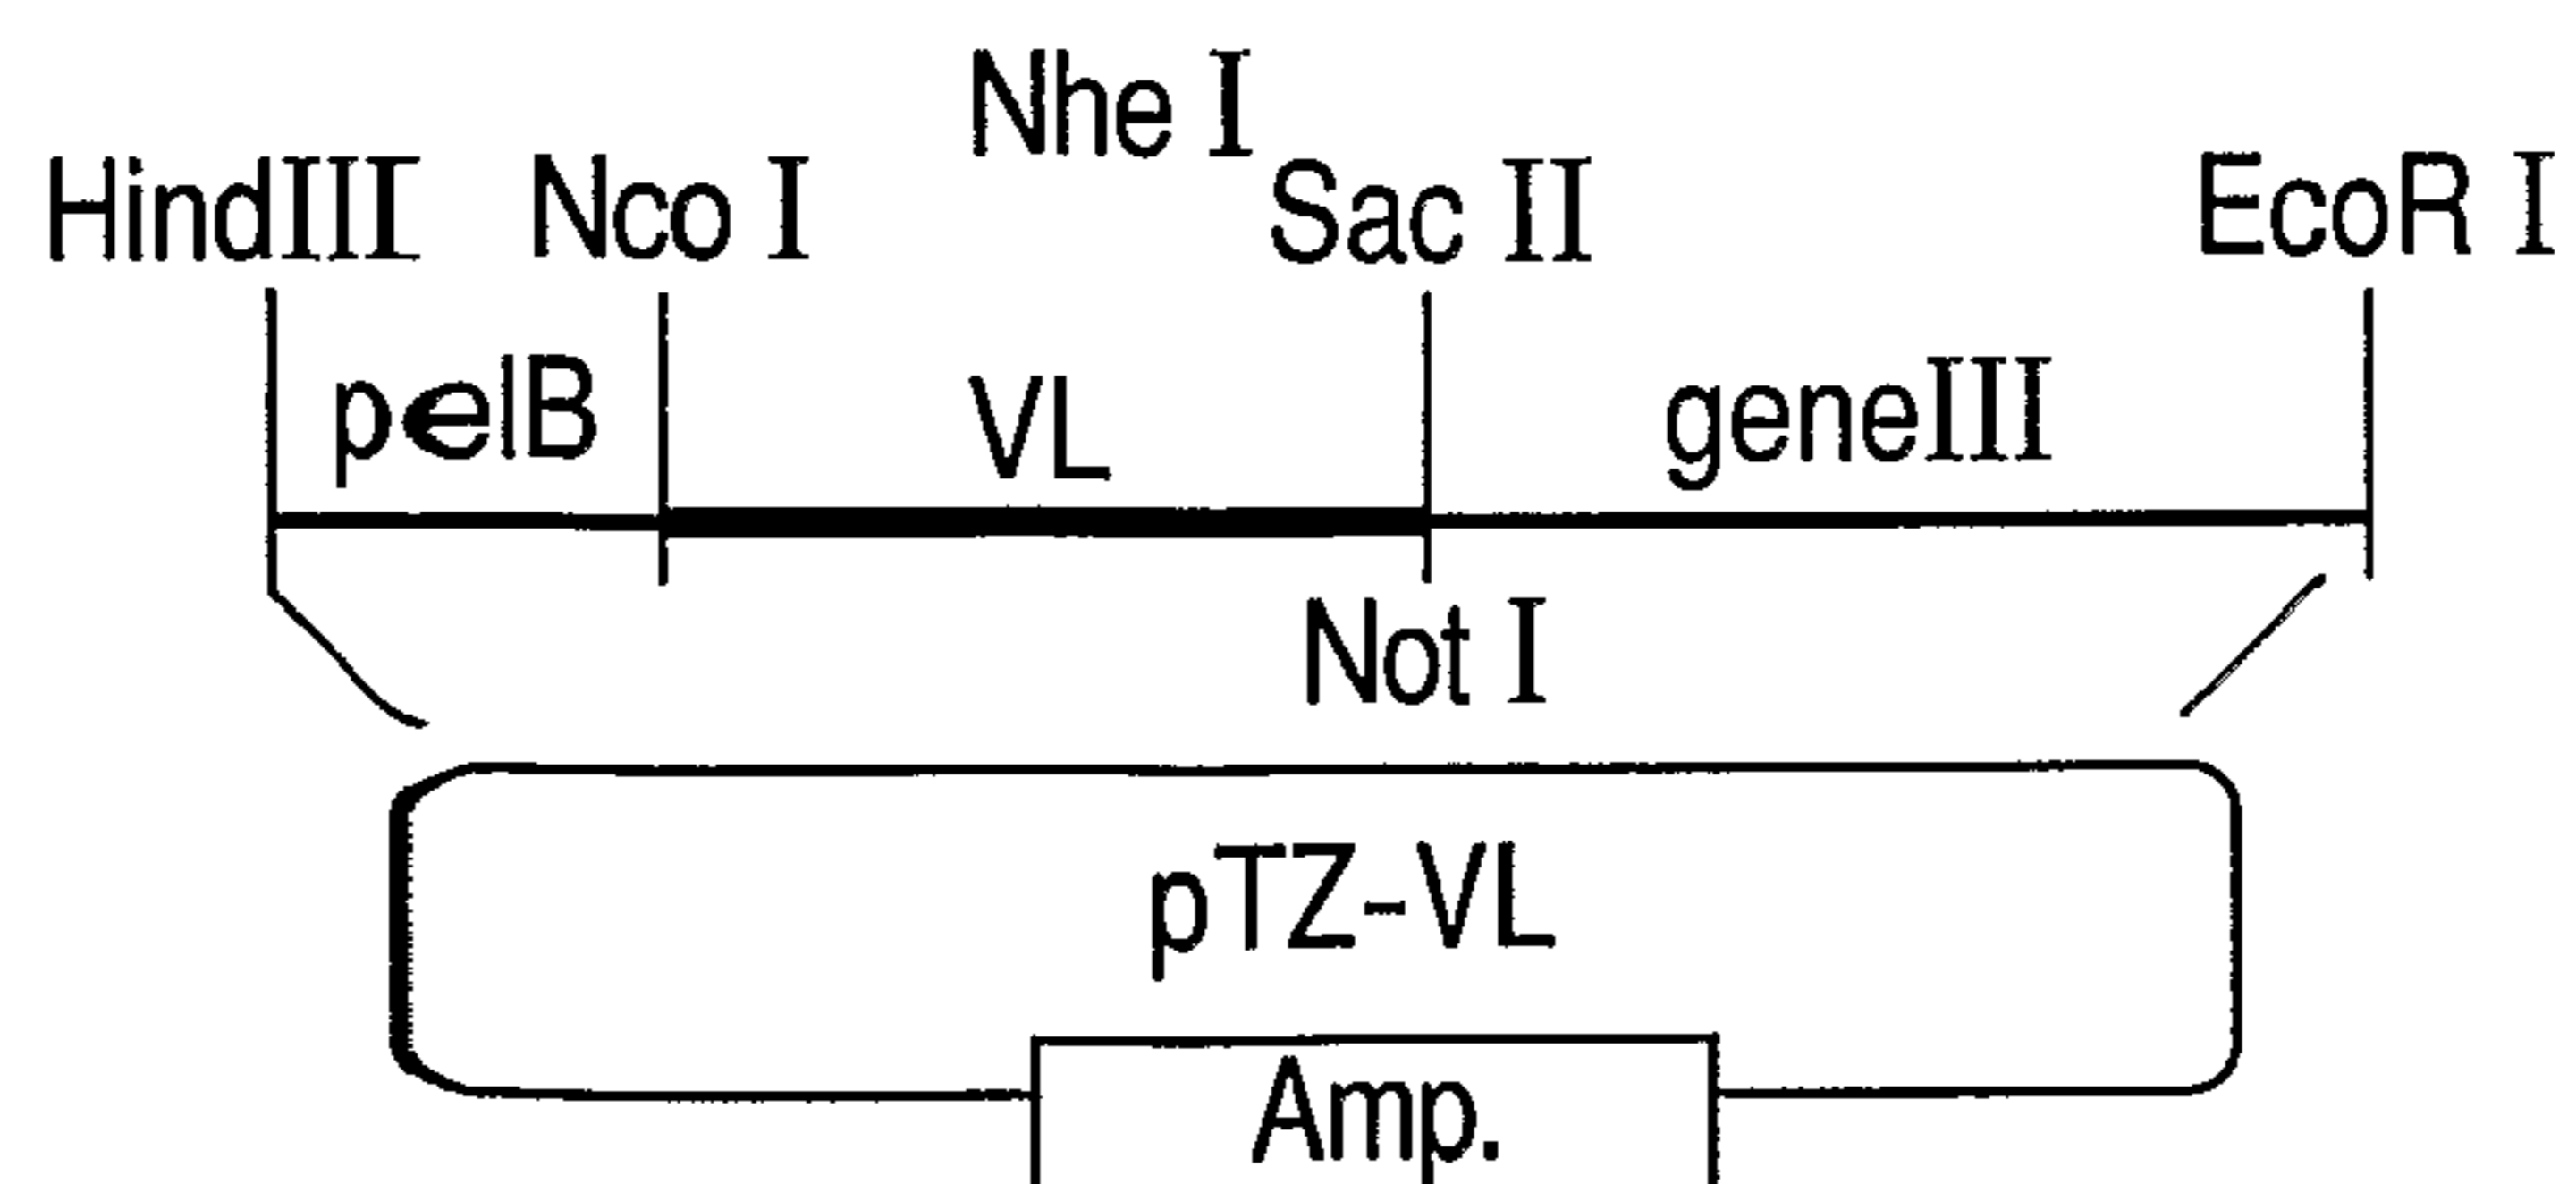 Nhe I
HindIII Nco I Sac II EcoR I
pelB VL geneIII
Not I
pTZ-VL
Amp.